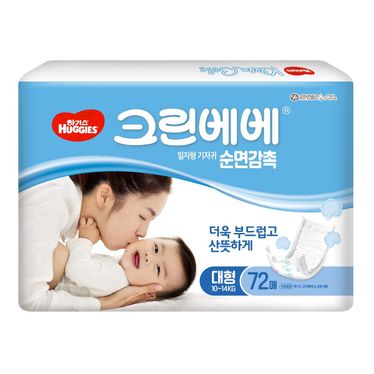 하기스
HUGGIES
크린베베®
일자형 기저귀 순면감촉
더욱 부드럽고
산뜻하게
대형
10~14KG
72매